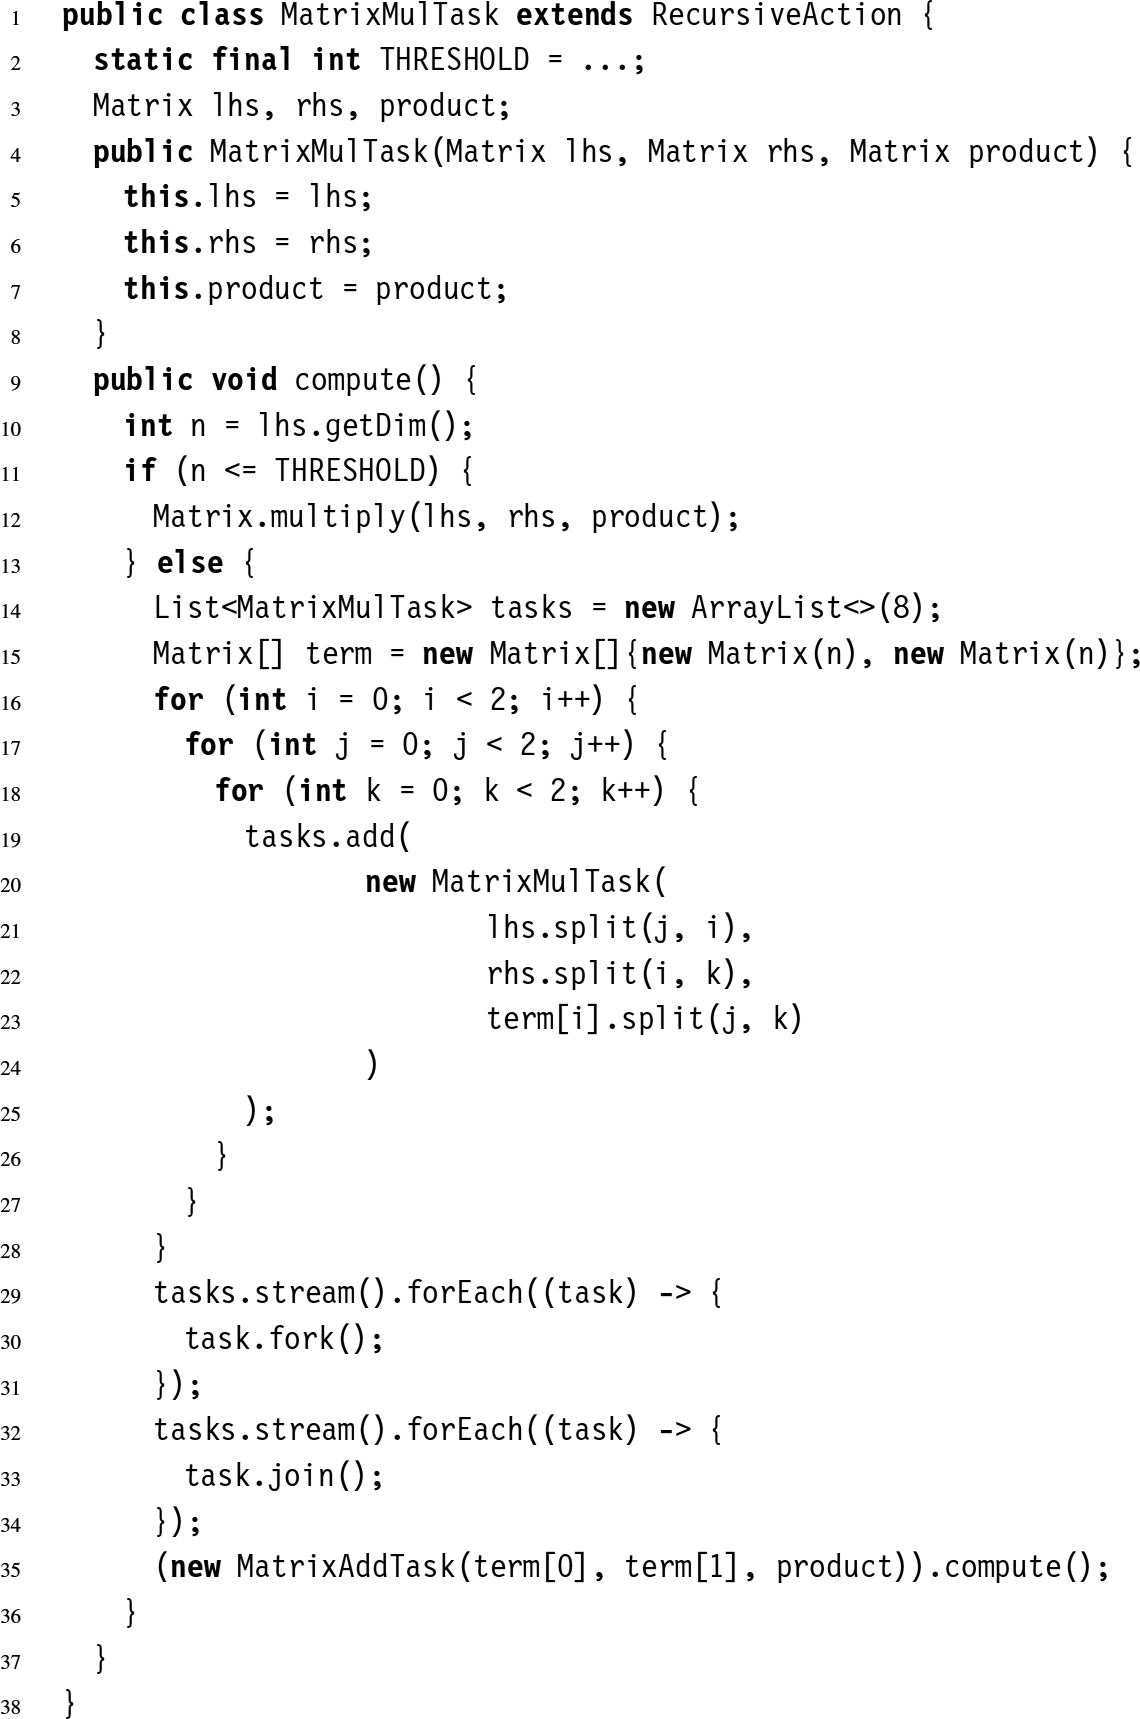 1 public class MatrixMulTask extends RecursiveAction {
2 static final int THRESHOLD = ...;
3 Matrix lhs, rhs, product;
4 public MatrixMulTask(Matrix lhs, Matrix rhs, Matrix product) {
5 this.lhs = lhs;
6 this.rhs = rhs;
7 this.product = product;
8 }
9 public void compute() {
10 int n = lhs.getDim();
11 if (n <= THRESHOLD) {
12 Matrix.multiply(lhs, rhs, product);
13 } else {
14 List<MatrixMulTask> tasks = new ArrayList<>(8);
15 Matrix[] term = new Matrix[]{new Matrix(n), new Matrix(n)};
16 for (int i = 0; i < 2; i++) {
17 for (int j = 0; j < 2; j++) {
18 for (int k = 0; k < 2; k++) {
19 tasks.add(
20 new MatrixMulTask(
21 lhs.split(j, i),
22 rhs.split(i, k),
23 term[i].split(j, k)
24 )
25 );
26 }
27 }
28 }
29 tasks.stream().forEach((task) -> {
30 task.fork();
31 });
32 tasks.stream().forEach((task) -> {
33 task.join();
34 });
35 (new MatrixAddTask(term[0], term[1], product)).compute();
36 }
37 }
38 }